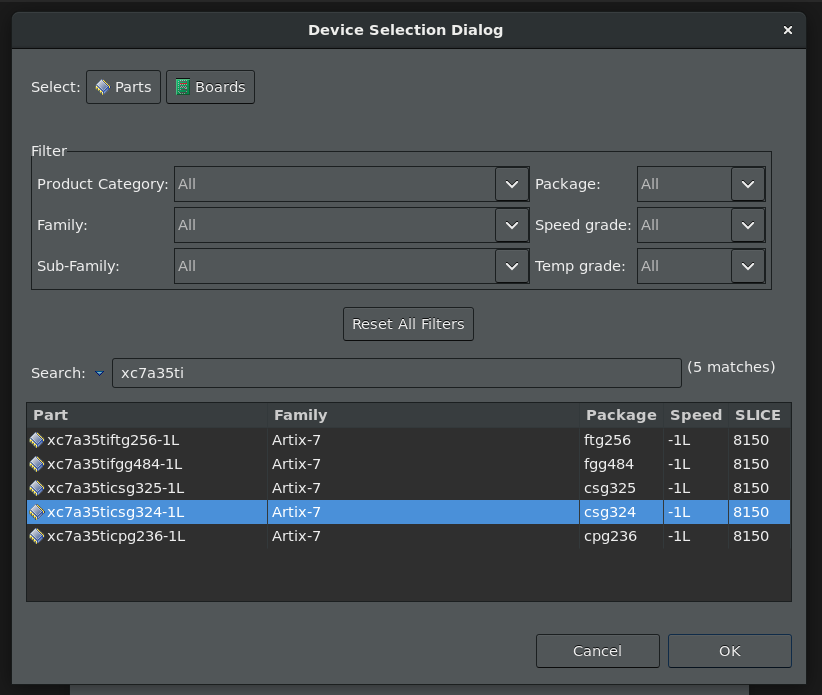 Device Selection Dialog ×
Select: Parts Boards
Filter
Product Category: All Package: All
Family: All Speed grade: All
Sub-Family: All Temp grade: All
Reset All Filters
Search: xc7a35ti (5 matches)
Part Family Package Speed SLICE
xc7a35tiftg256-1L Artix-7 ftg256 -1L 8150
xc7a35tifgg484-1L Artix-7 fgg484 -1L 8150
xc7a35ticsg325-1L Artix-7 csg325 -1L 8150
xc7a35ticsg324-1L Artix-7 csg324 -1L 8150
xc7a35ticpg236-1L Artix-7 cpg236 -1L 8150
Cancel OK